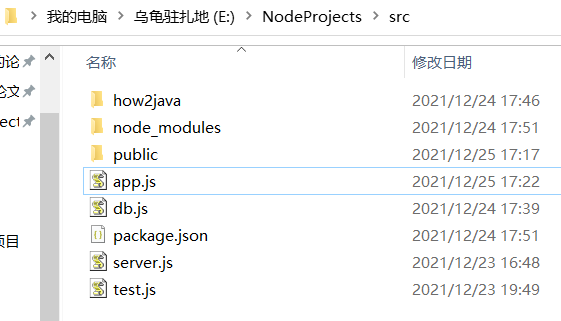 我的电脑 › 乌龟驻扎地 (E:) › NodeProjects › src
名称 修改日期
的论
how2java 2021/12/24 17:46
论文
node_modules 2021/12/24 17:51
ect
public 2021/12/25 17:17
app.js 2021/12/25 17:22
db.js 2021/12/24 17:39
项目
package.json 2021/12/24 17:51
server.js 2021/12/23 16:48
test.js 2021/12/23 19:49